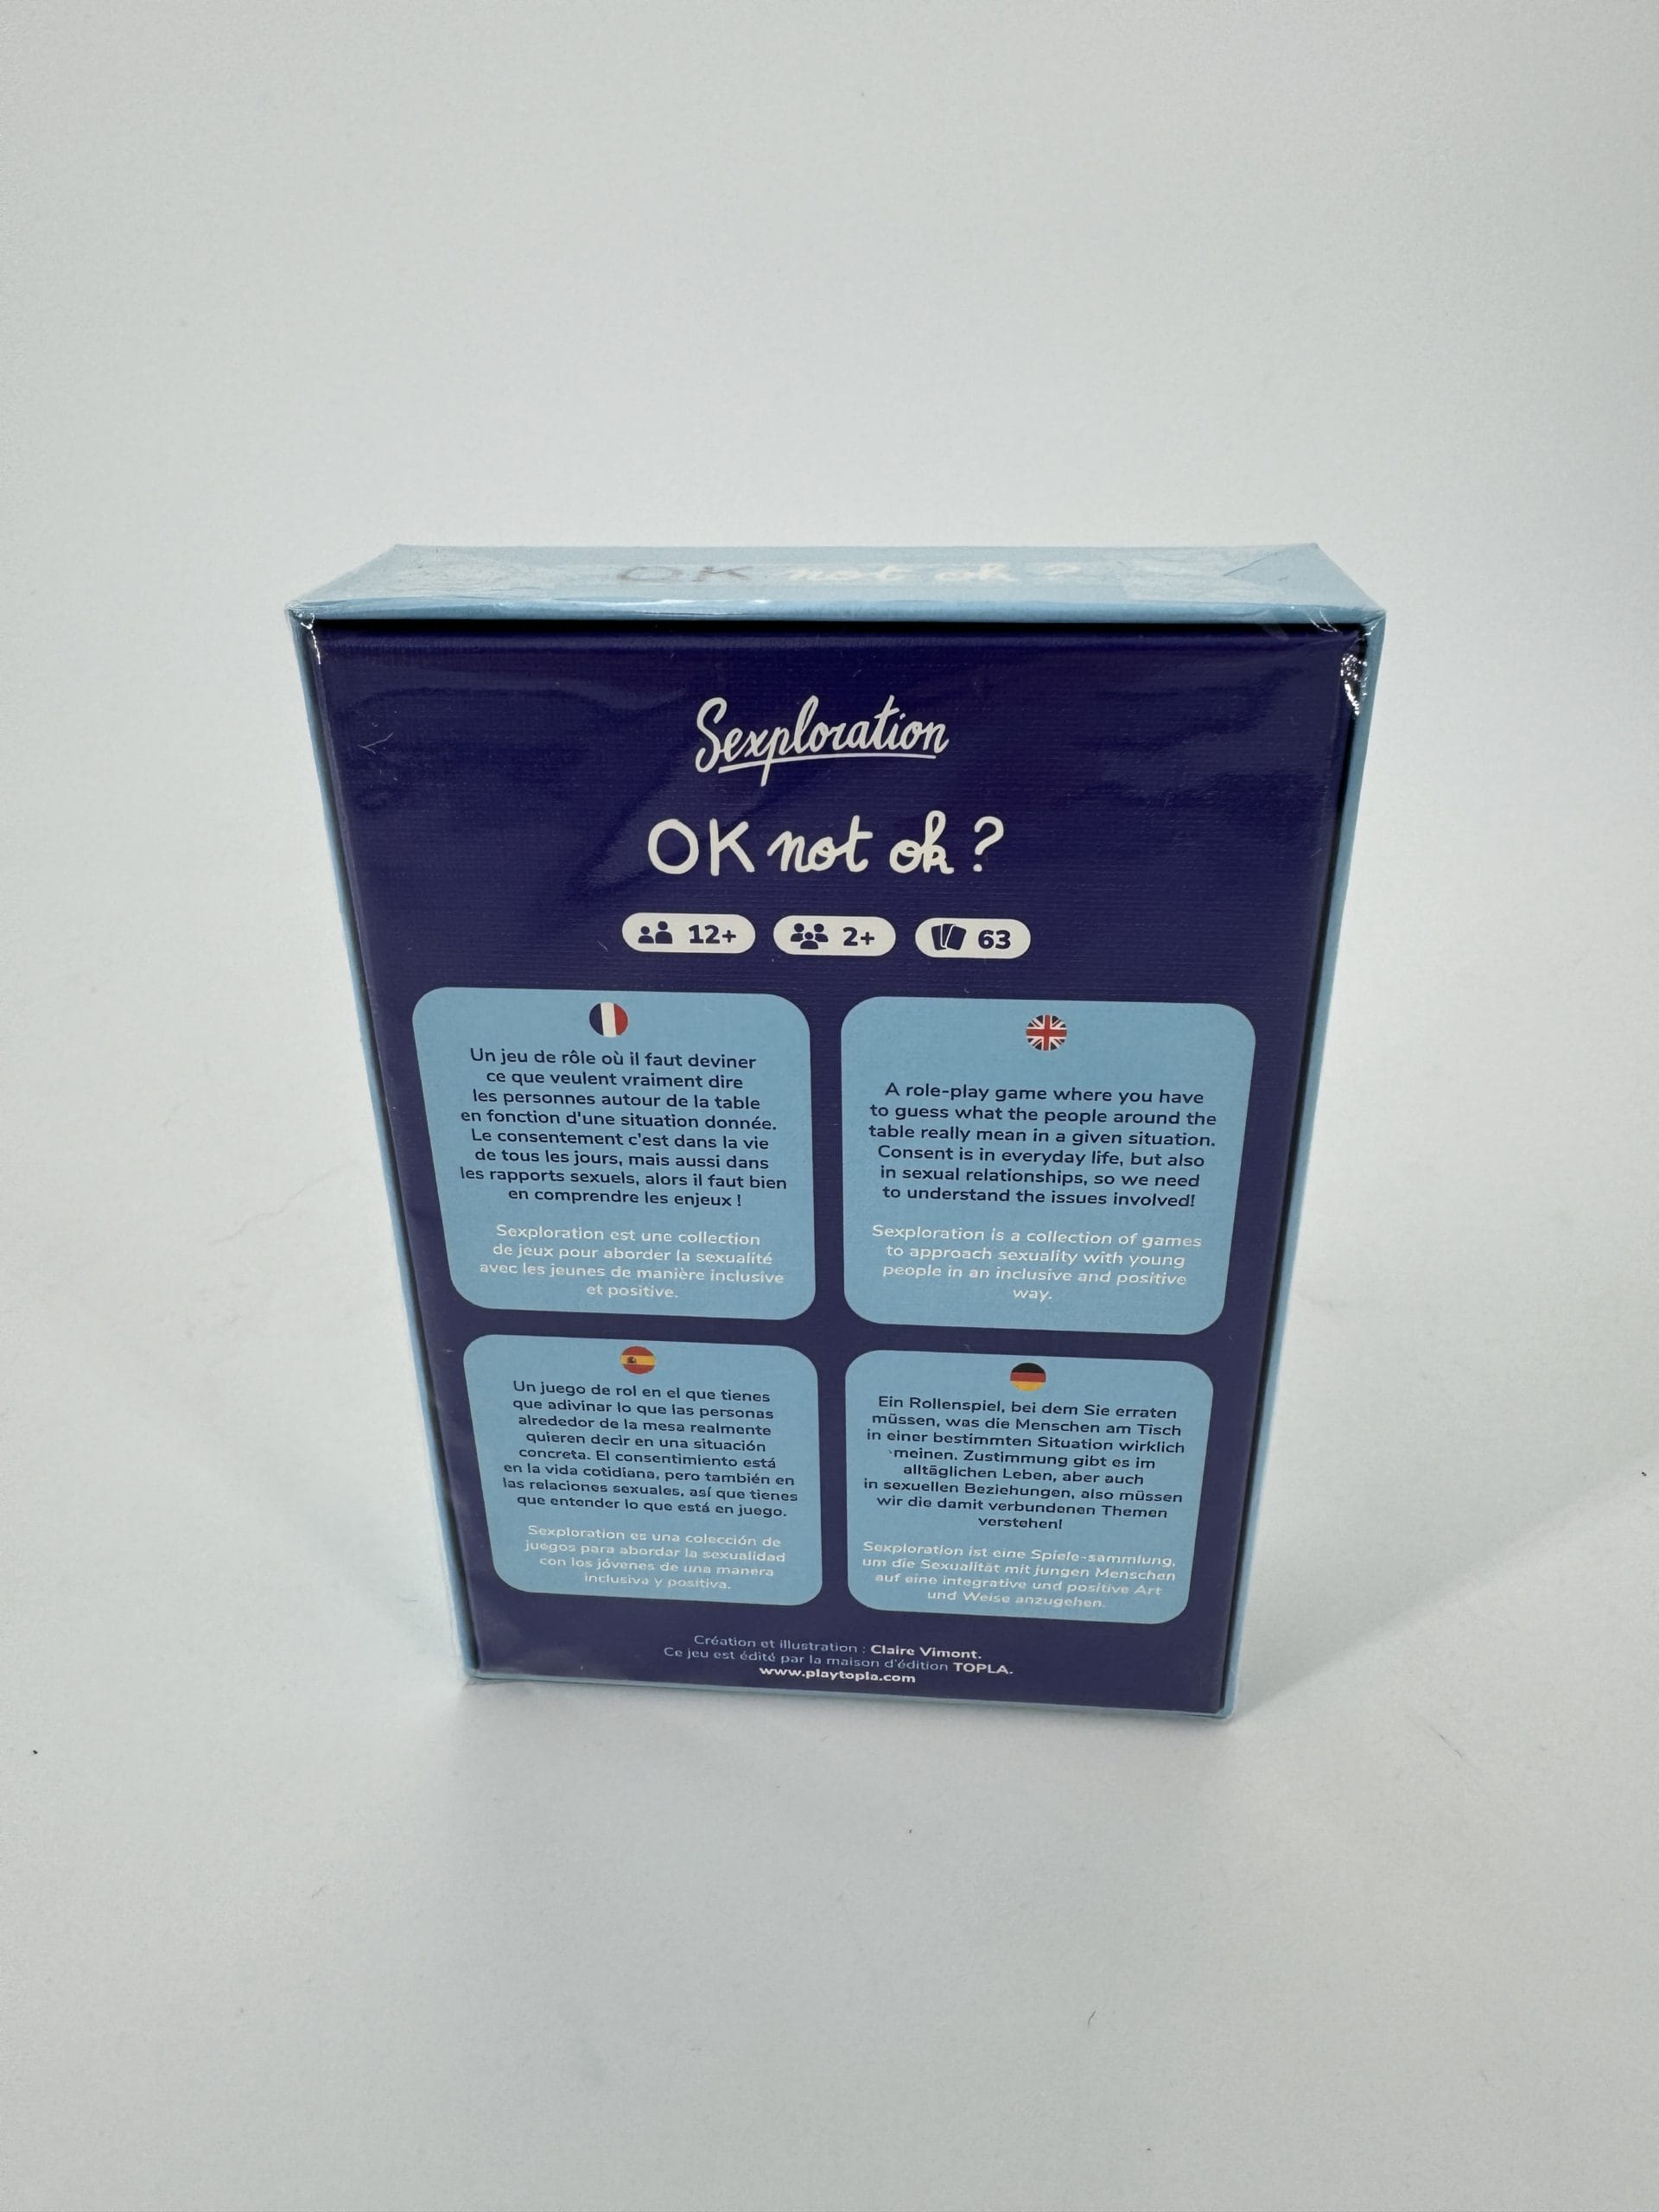 OK not ok ?
Sexploration
OK not ok ?
12+ 2+ 63
Un jeu de rôle où il faut deviner
ce que veulent vraiment dire
les personnes autour de la table
en fonction d'une situation donnée.
Le consentement c'est dans la vie
de tous les jours, mais aussi dans
les rapports sexuels, alors il faut bien
en comprendre les enjeux !
Sexploration est une collection
de jeux pour aborder la sexualité
avec les jeunes de manière inclusive
et positive.
A role-play game where you have
to guess what the people around the
table really mean in a given situation.
Consent is in everyday life, but also
in sexual relationships, so we need
to understand the issues involved!
Sexploration is a collection of games
to approach sexuality with young
people in an inclusive and positive
way.
Un juego de rol en el que tienes
que adivinar lo que las personas
alrededor de la mesa realmente
quieren decir en una situación
concreta. El consentimiento está
en la vida cotidiana, pero también en
las relaciones sexuales, así que tienes
que entender lo que está en juego.
Sexploration es una colección de
juegos para abordar la sexualidad
con los jóvenes de una manera
inclusiva y positiva.
Ein Rollenspiel, bei dem Sie erraten
müssen, was die Menschen am Tisch
in einer bestimmten Situation wirklich
meinen. Zustimmung gibt es im
alltäglichen Leben, aber auch
in sexuellen Beziehungen, also müssen
wir die damit verbundenen Themen
verstehen!
Sexploration ist eine Spiele-sammlung,
um die Sexualität mit jungen Menschen
auf eine integrative und positive Art
und Weise anzugehen.
Création et illustration : Claire Vimont.
Ce jeu est édité par la maison d'édition TOPLA.
www.playtopla.com